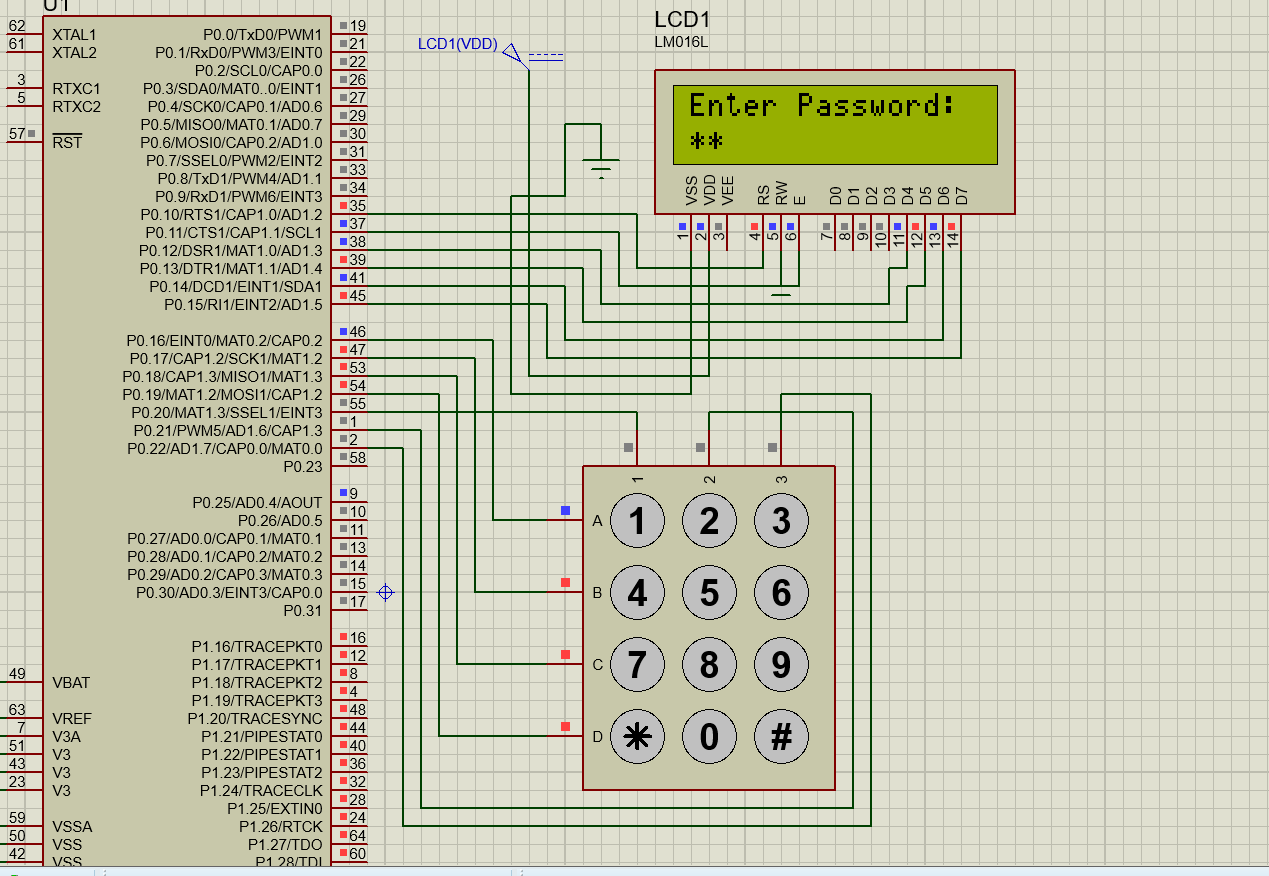 U1
62 XTAL1
61 XTAL2
3 RTXC1
5 RTXC2
57 RST
49 VBAT
63 VREF
7 V3A
51 V3
43 V3
23 V3
59 VSSA
50 VSS
42 VSS
P0.0/TxD0/PWM1 19
P0.1/RxD0/PWM3/EINT0 21
P0.2/SCL0/CAP0.0 22
P0.3/SDA0/MAT0..0/EINT1 26
P0.4/SCK0/CAP0.1/AD0.6 27
P0.5/MISO0/MAT0.1/AD0.7 29
P0.6/MOSI0/CAP0.2/AD1.0 30
P0.7/SSEL0/PWM2/EINT2 31
P0.8/TxD1/PWM4/AD1.1 33
P0.9/RxD1/PWM6/EINT3 34
P0.10/RTS1/CAP1.0/AD1.2 35
P0.11/CTS1/CAP1.1/SCL1 37
P0.12/DSR1/MAT1.0/AD1.3 38
P0.13/DTR1/MAT1.1/AD1.4 39
P0.14/DCD1/EINT1/SDA1 41
P0.15/RI1/EINT2/AD1.5 45
P0.16/EINT0/MAT0.2/CAP0.2 46
P0.17/CAP1.2/SCK1/MAT1.2 47
P0.18/CAP1.3/MISO1/MAT1.3 53
P0.19/MAT1.2/MOSI1/CAP1.2 54
P0.20/MAT1.3/SSEL1/EINT3 55
P0.21/PWM5/AD1.6/CAP1.3 1
P0.22/AD1.7/CAP0.0/MAT0.0 2
P0.23 58
P0.25/AD0.4/AOUT 9
P0.26/AD0.5 10
P0.27/AD0.0/CAP0.1/MAT0.1 11
P0.28/AD0.1/CAP0.2/MAT0.2 13
P0.29/AD0.2/CAP0.3/MAT0.3 14
P0.30/AD0.3/EINT3/CAP0.0 15
P0.31 17
P1.16/TRACEPKT0 16
P1.17/TRACEPKT1 12
P1.18/TRACEPKT2 8
P1.19/TRACEPKT3 4
P1.20/TRACESYNC 48
P1.21/PIPESTAT0 44
P1.22/PIPESTAT1 40
P1.23/PIPESTAT2 36
P1.24/TRACECLK 32
P1.25/EXTIN0 28
P1.26/RTCK 24
P1.27/TDO 64
P1.28/TDI 60
LCD1(VDD)
LCD1
LM016L
Enter Password:
**
VSS VDD VEE RS RW E D0 D1 D2 D3 D4 D5 D6 D7
1 2 3 4 5 6 7 8 9 10 11 12 13 14
1 2 3
A 1 2 3
B 4 5 6
C 7 8 9
D * 0 #